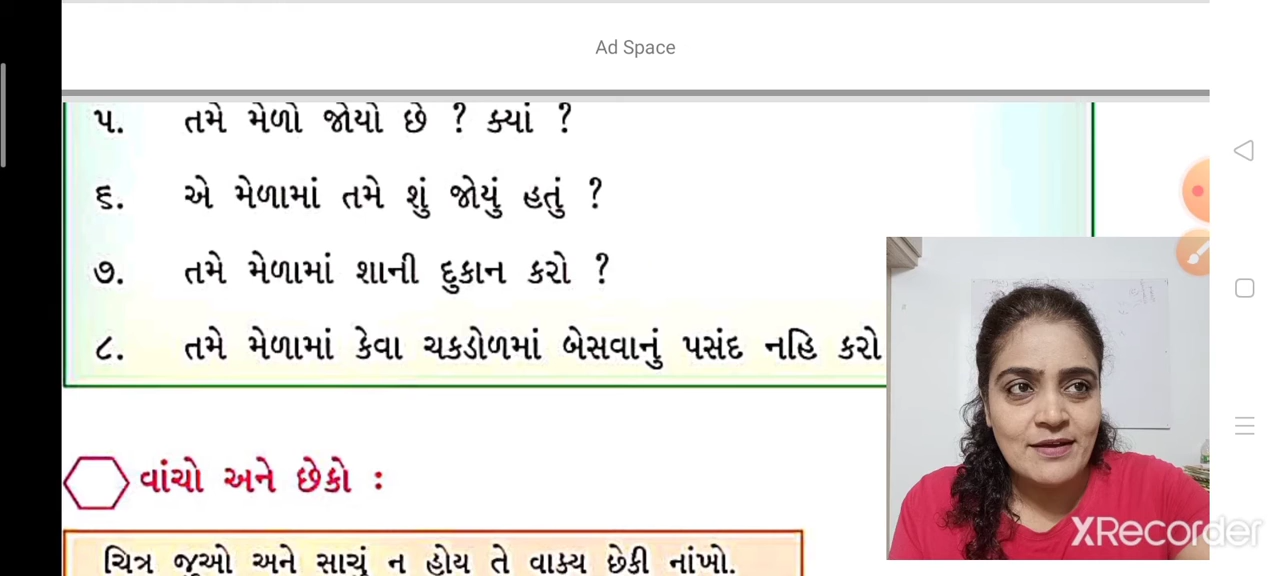 Ad Space
૫. તમે મેળો જોયો છે ? ક્યાં ?
૬. એ મેળામાં તમે શું જોયું હતું ?
૭. તમે મેળામાં શાની દુકાન કરો ?
૮. તમે મેળામાં કેવા ચકડોળમાં બેસવાનું પસંદ નહિ કરો
વાંચો અને છેકો :
ચિત્ર જૂઓ અને સાચું ન હોય તે વાક્ય છેકી નાંખો.
XRecorder